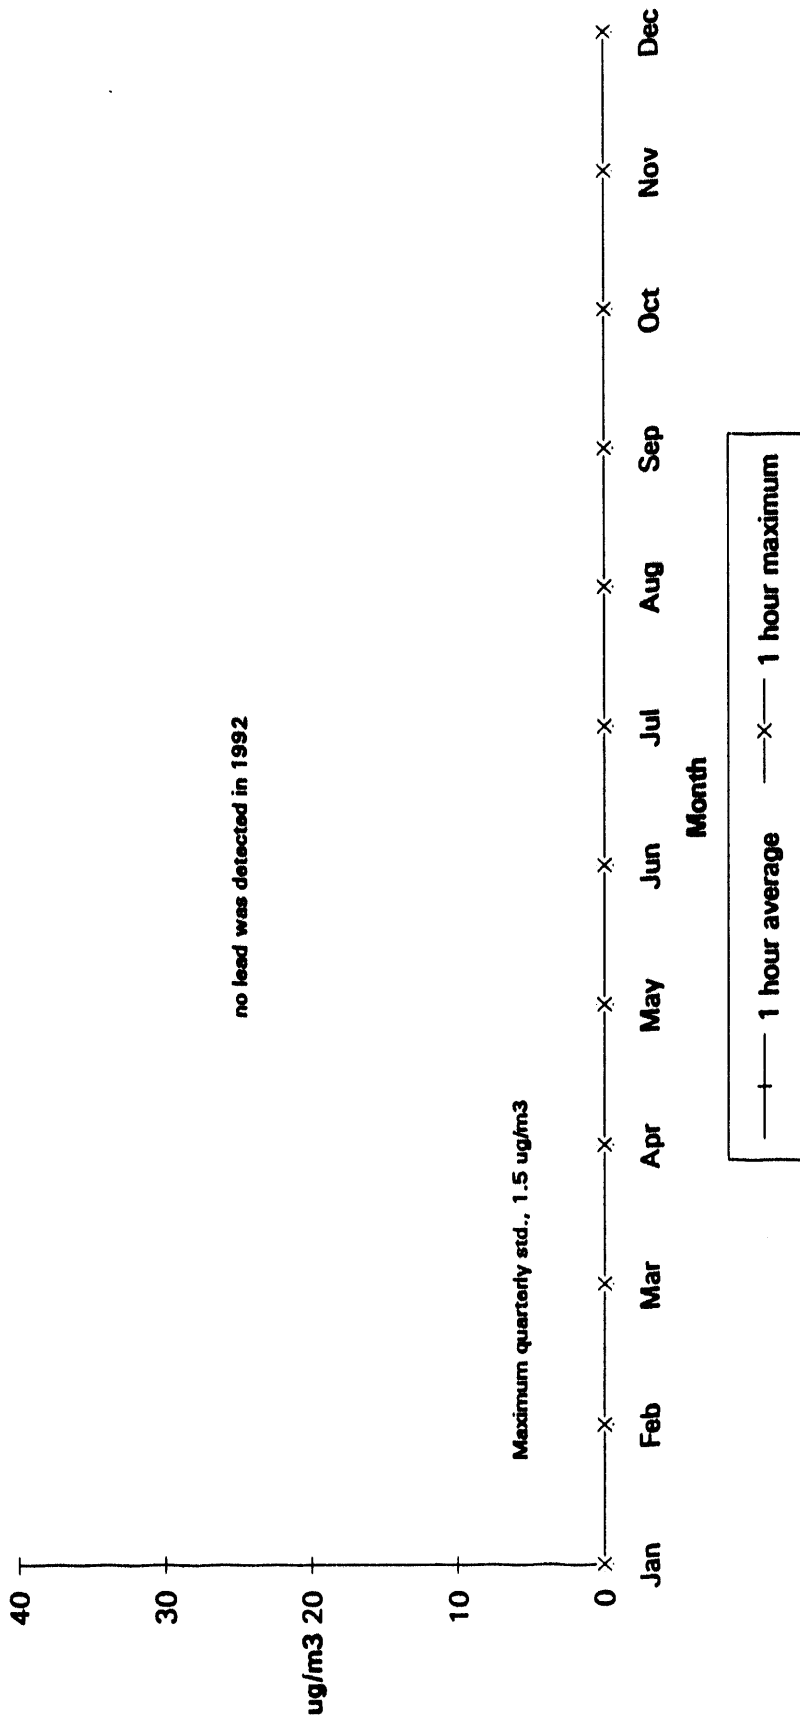 40
30
ug/m3 20
10
0
no lead was detected in 1992
Maximum quarterly std., 1.5 ug/m3
Jan Feb Mar Apr May Jun Jul Aug Sep Oct Nov Dec
Month
1 hour average 1 hour maximum